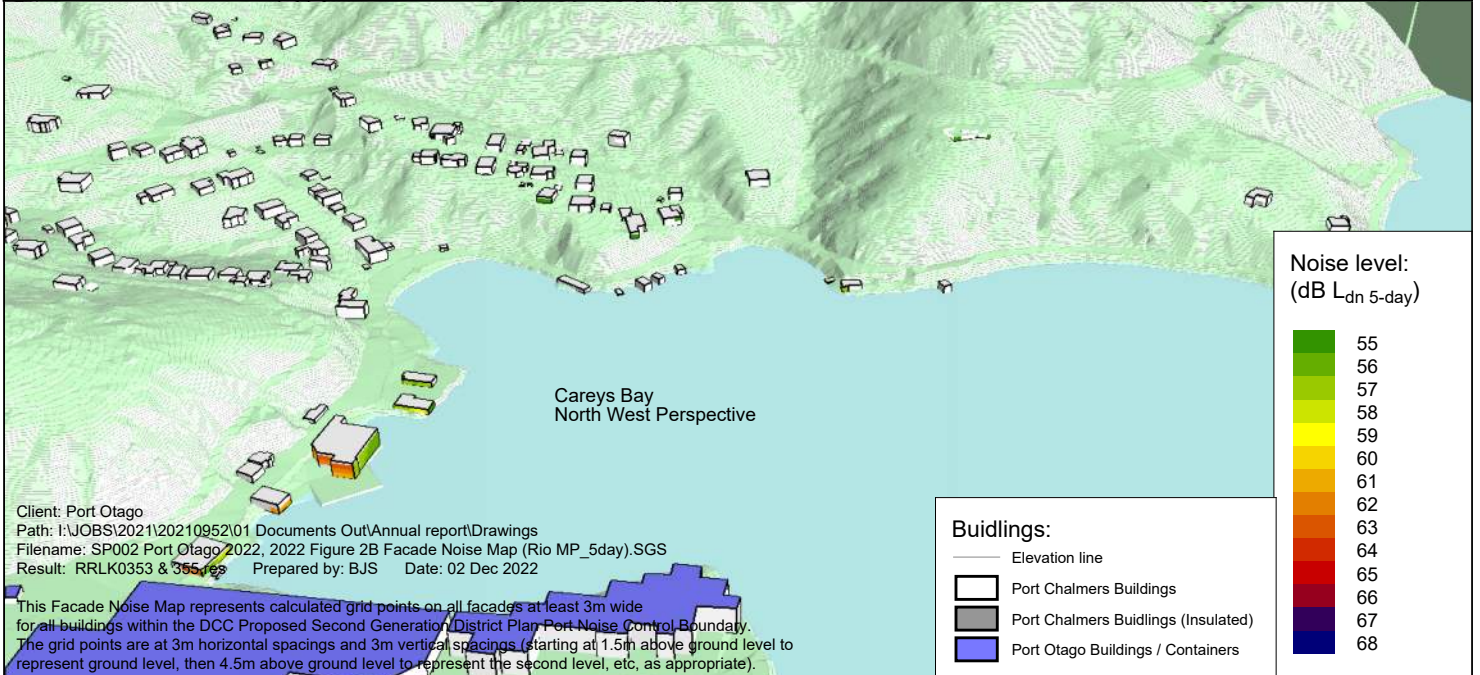 Careys Bay
North West Perspective
Noise level:
(dB Ldn 5-day)
55
56
57
58
59
60
61
62
63
64
65
66
67
68
Client: Port Otago
Path: I:\JOBS\2021\20210952\01 Documents Out\Annual report\Drawings
Filename: SP002 Port Otago 2022, 2022 Figure 2B Facade Noise Map (Rio MP_5day).SGS
Result: RRLK0353 & 355.res Prepared by: BJS Date: 02 Dec 2022
This Facade Noise Map represents calculated grid points on all facades at least 3m wide
for all buildings within the DCC Proposed Second Generation District Plan Port Noise Control Boundary.
The grid points are at 3m horizontal spacings and 3m vertical spacings (starting at 1.5m above ground level to
represent ground level, then 4.5m above ground level to represent the second level, etc, as appropriate).
Buidlings:
Elevation line
Port Chalmers Buildings
Port Chalmers Buidlings (Insulated)
Port Otago Buildings / Containers